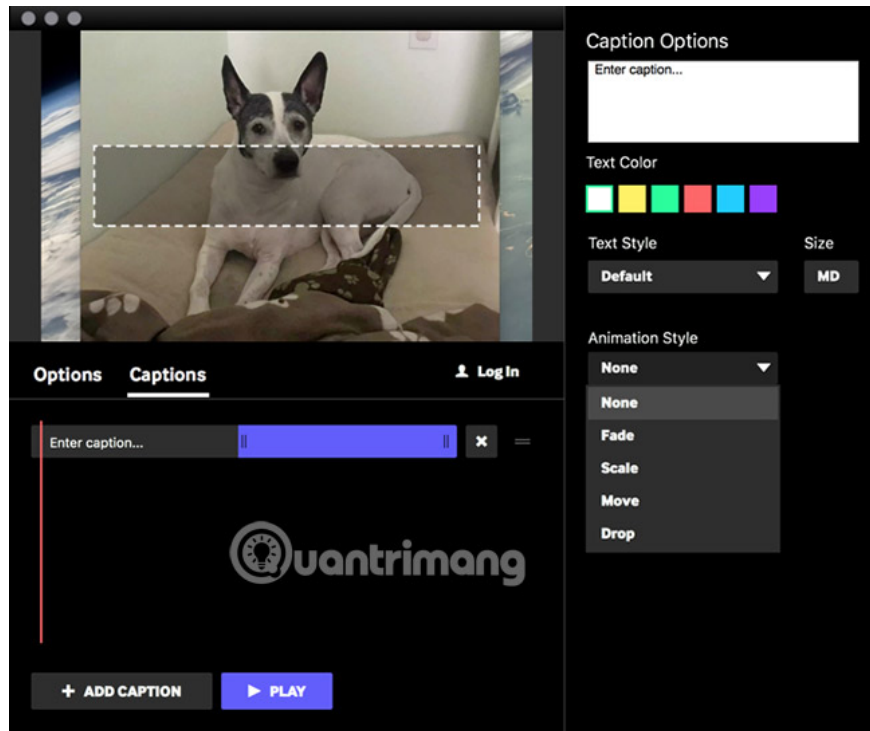 Caption Options
Enter caption...
Text Color
Text Style Size
Default MD
Animation Style
None
None
Fade
Scale
Move
Drop
Options Captions Log In
Enter caption...
Quantrimang
+ ADD CAPTION PLAY